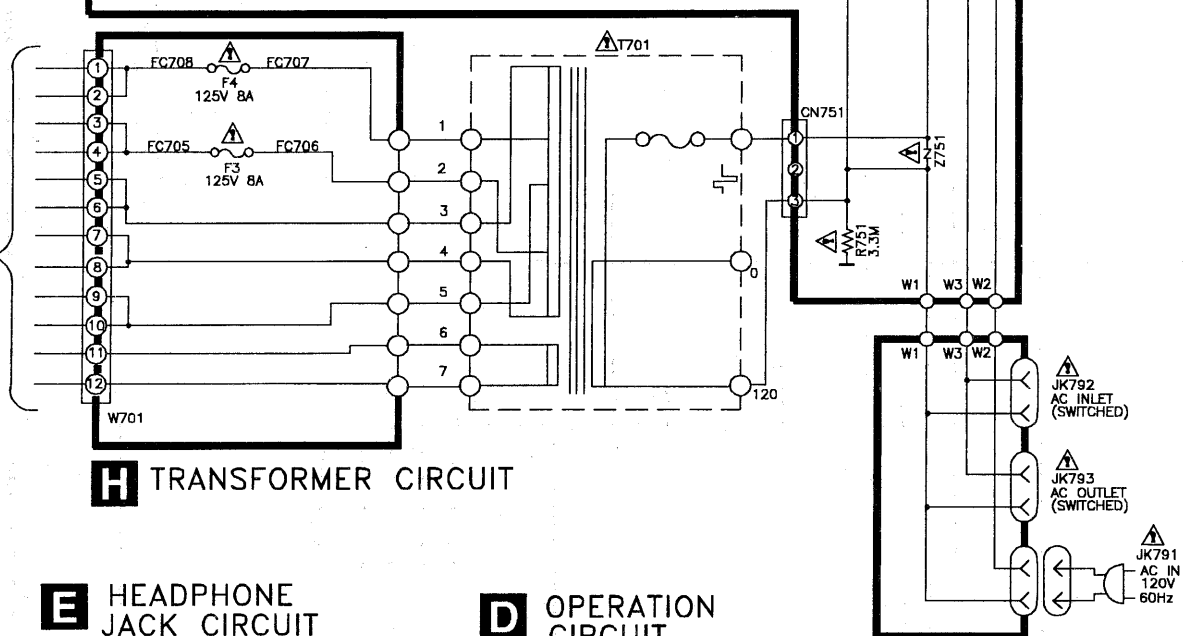 T701
1
2
3
4
5
6
7
8
9
10
11
12
FC708
FC707
F4
125V 8A
FC705
FC706
F3
125V 8A
W701
1
2
3
4
5
6
7
0
120
CN751
1
2
3
Z751
R751
3.3M
W1 W3 W2
W1 W3 W2
JK792
AC INLET
(SWITCHED)
JK793
AC OUTLET
(SWITCHED)
JK791
AC IN
120V
60Hz
H TRANSFORMER CIRCUIT
E HEADPHONE
JACK CIRCUIT
D OPERATION
CIRCUIT